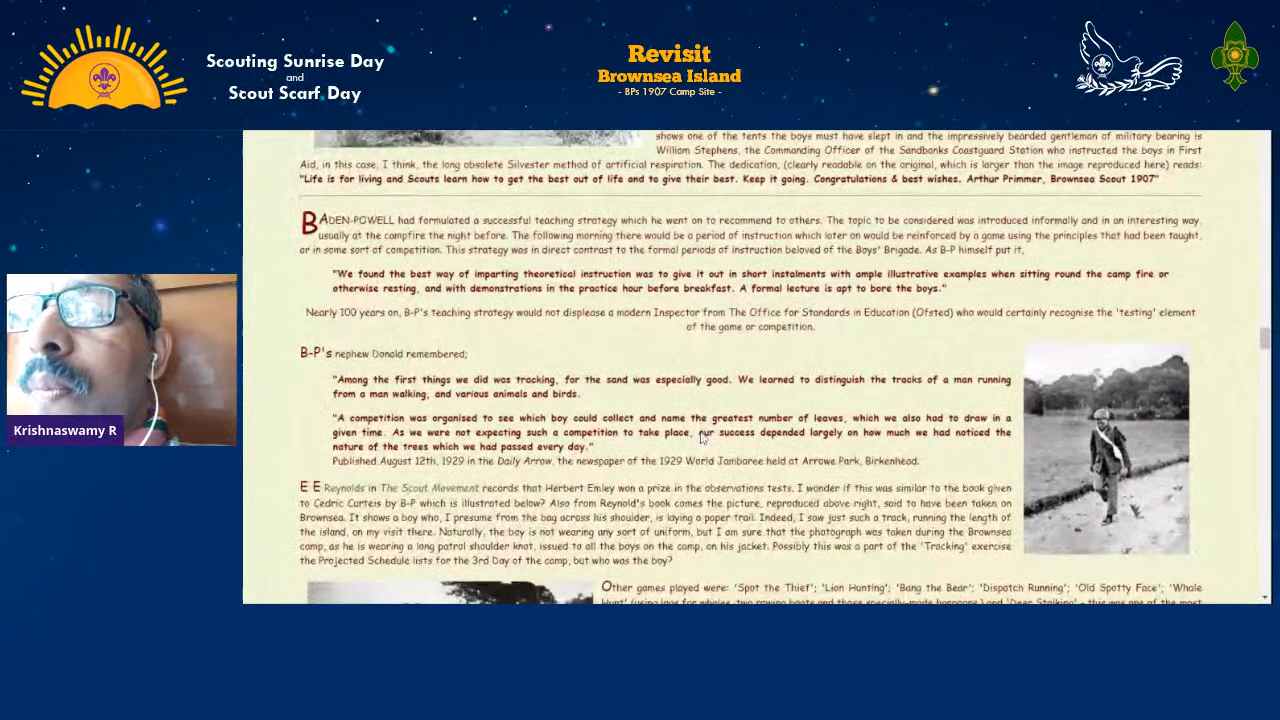 Scouting Sunrise Day
and
Scout Scarf Day
Revisit
Brownsea Island
- BPs 1907 Camp Site -
shows one of the tents the boys must have slept in and the impressively bearded gentleman of military bearing is
William Stephens, the Commanding Officer of the Sandbanks Coastguard Station who instructed the boys in First
Aid, in this case, I think, the long obsolete Silvester method of artificial respiration. The dedication, (clearly readable on the original, which is larger than the image reproduced here) reads:
"Life is for living and Scouts learn how to get the best out of life and to give their best. Keep it going. Congratulations & best wishes. Arthur Primmer, Brownsea Scout 1907"
BADEN-POWELL had formulated a successful teaching strategy which he went on to recommend to others. The topic to be considered was introduced informally and in an interesting way,
usually at the campfire the night before. The following morning there would be a period of instruction which later on would be reinforced by a game using the principles that had been taught,
or in some sort of competition. This strategy was in direct contrast to the formal periods of instruction beloved of the Boys' Brigade. As B-P himself put it,
"We found the best way of imparting theoretical instruction was to give it out in short instalments with ample illustrative examples when sitting round the camp fire or
otherwise resting, and with demonstrations in the practice hour before breakfast. A formal lecture is apt to bore the boys."
Nearly 100 years on, B-P's teaching strategy would not displease a modern Inspector from The Office for Standards in Education (Ofsted) who would certainly recognise the 'testing' element
of the game or competition.
B-P's nephew Donald remembered;
"Among the first things we did was tracking, for the sand was especially good. We learned to distinguish the tracks of a man running
from a man walking, and various animals and birds.
"A competition was organised to see which boy could collect and name the greatest number of leaves, which we also had to draw in a
given time. As we were not expecting such a competition to take place, our success depended largely on how much we had noticed the
nature of the trees which we had passed every day."
Published August 12th, 1929 in the Daily Arrow, the newspaper of the 1929 World Jamboree held at Arrowe Park, Birkenhead.
E E Reynolds in The Scout Movement records that? Herbert Emley won a prize in the observations tests. I wonder if this was similar to the book given
to Cedric Curteis by B-P which is illustrated below? Also from Reynold's book comes the picture, reproduced above right, said to have been taken on
Brownsea. It shows a boy who, I presume from the bag across his shoulder, is laying a paper trail. Indeed, I saw just such a track, running the length of
the island, on my visit there. Naturally, the boy is not wearing any sort of uniform, but I am sure that the photograph was taken during the Brownsea
camp, as he is wearing a long patrol shoulder knot, issued to all the boys on the camp, on his jacket. Possibly this was a part of the 'Tracking' exercise
the Projected Schedule lists for the 3rd Day of the camp, but who was the boy?
Other games played were: 'Spot the Thief'; 'Lion Hunting'; 'Bang the Bear'; 'Dispatch Running'; 'Old Spotty Face'; 'Whale
Krishnaswamy R